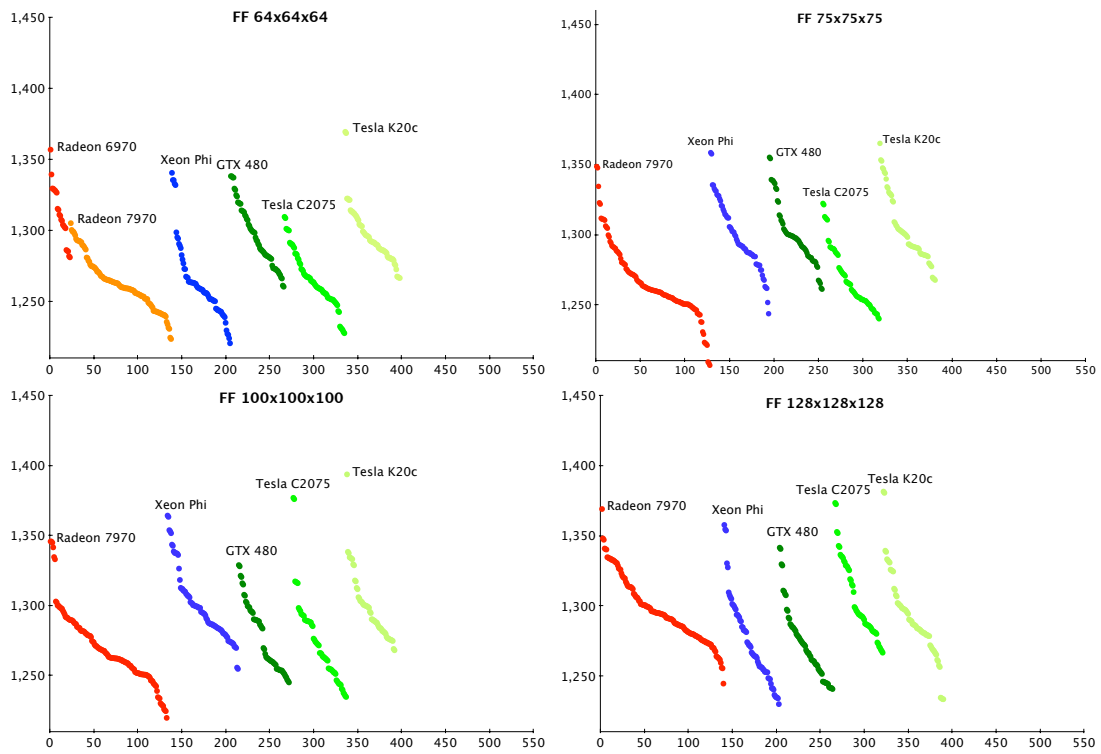 FF 64x64x64
1,450
1,400
1,350
1,300
1,250
Radeon 6970
Radeon 7970
Xeon Phi
GTX 480
Tesla C2075
Tesla K20c
0 50 100 150 200 250 300 350 400 450 500 550
FF 75x75x75
1,450
1,400
1,350
1,300
1,250
Radeon 7970
Xeon Phi
GTX 480
Tesla C2075
Tesla K20c
0 50 100 150 200 250 300 350 400 450 500 550
FF 100x100x100
1,450
1,400
1,350
1,300
1,250
Radeon 7970
Xeon Phi
GTX 480
Tesla C2075
Tesla K20c
0 50 100 150 200 250 300 350 400 450 500 550
FF 128x128x128
1,450
1,400
1,350
1,300
1,250
Radeon 7970
Xeon Phi
GTX 480
Tesla C2075
Tesla K20c
0 50 100 150 200 250 300 350 400 450 500 550